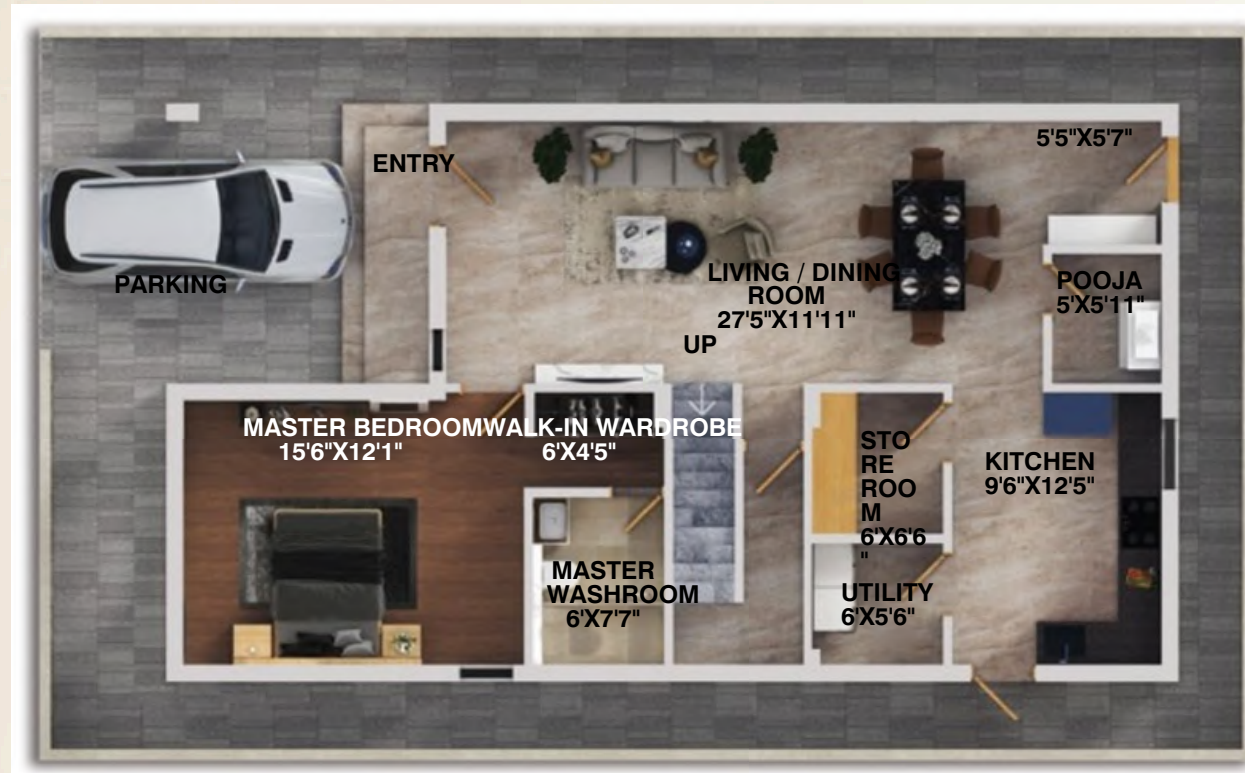 5'5"X5'7"
ENTRY
PARKING
LIVING / DINING
ROOM
27'5"X11'11"
UP
POOJA
5'X5'11"
MASTER BEDROOM
15'6"X12'1"
WALK-IN WARDROBE
6'X4'5"
STO
RE
ROO
M
6'X6'6
"
KITCHEN
9'6"X12'5"
MASTER
WASHROOM
6'X7'7"
UTILITY
6'X5'6"